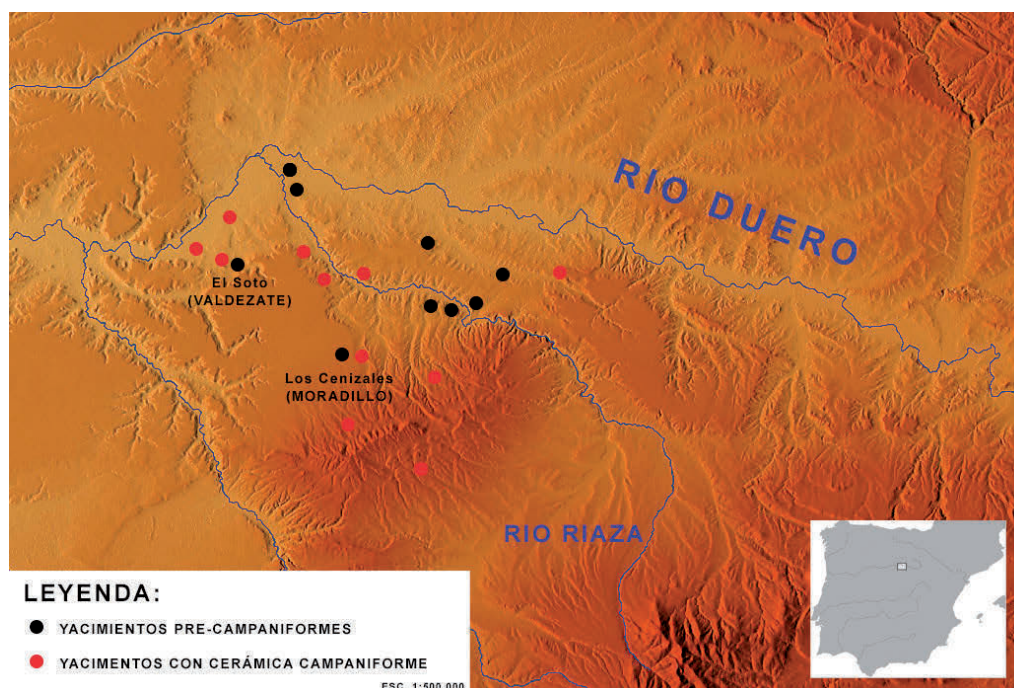 RIO DUERO
El Soto
(VALDEZATE)
Los Cenizales
(MORADILLO)
RIO RIAZA
LEYENDA:
YACIMIENTOS PRE-CAMPANIFORMES
YACIMENTOS CON CERÁMICA CAMPANIFORME
ESC. 1:500.000